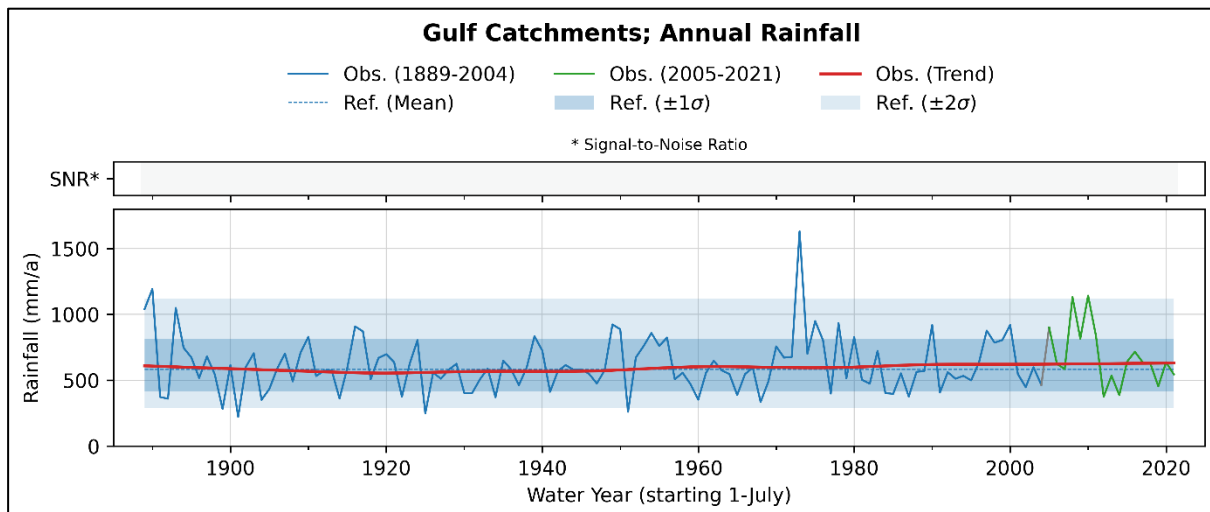 Gulf Catchments; Annual Rainfall
Obs. (1889-2004) Obs. (2005-2021) Obs. (Trend)
Ref. (Mean) Ref. (±1σ) Ref. (±2σ)
* Signal-to-Noise Ratio
SNR*
Rainfall (mm/a)
1500
1000
500
0
1900 1920 1940 1960 1980 2000 2020
Water Year (starting 1-July)